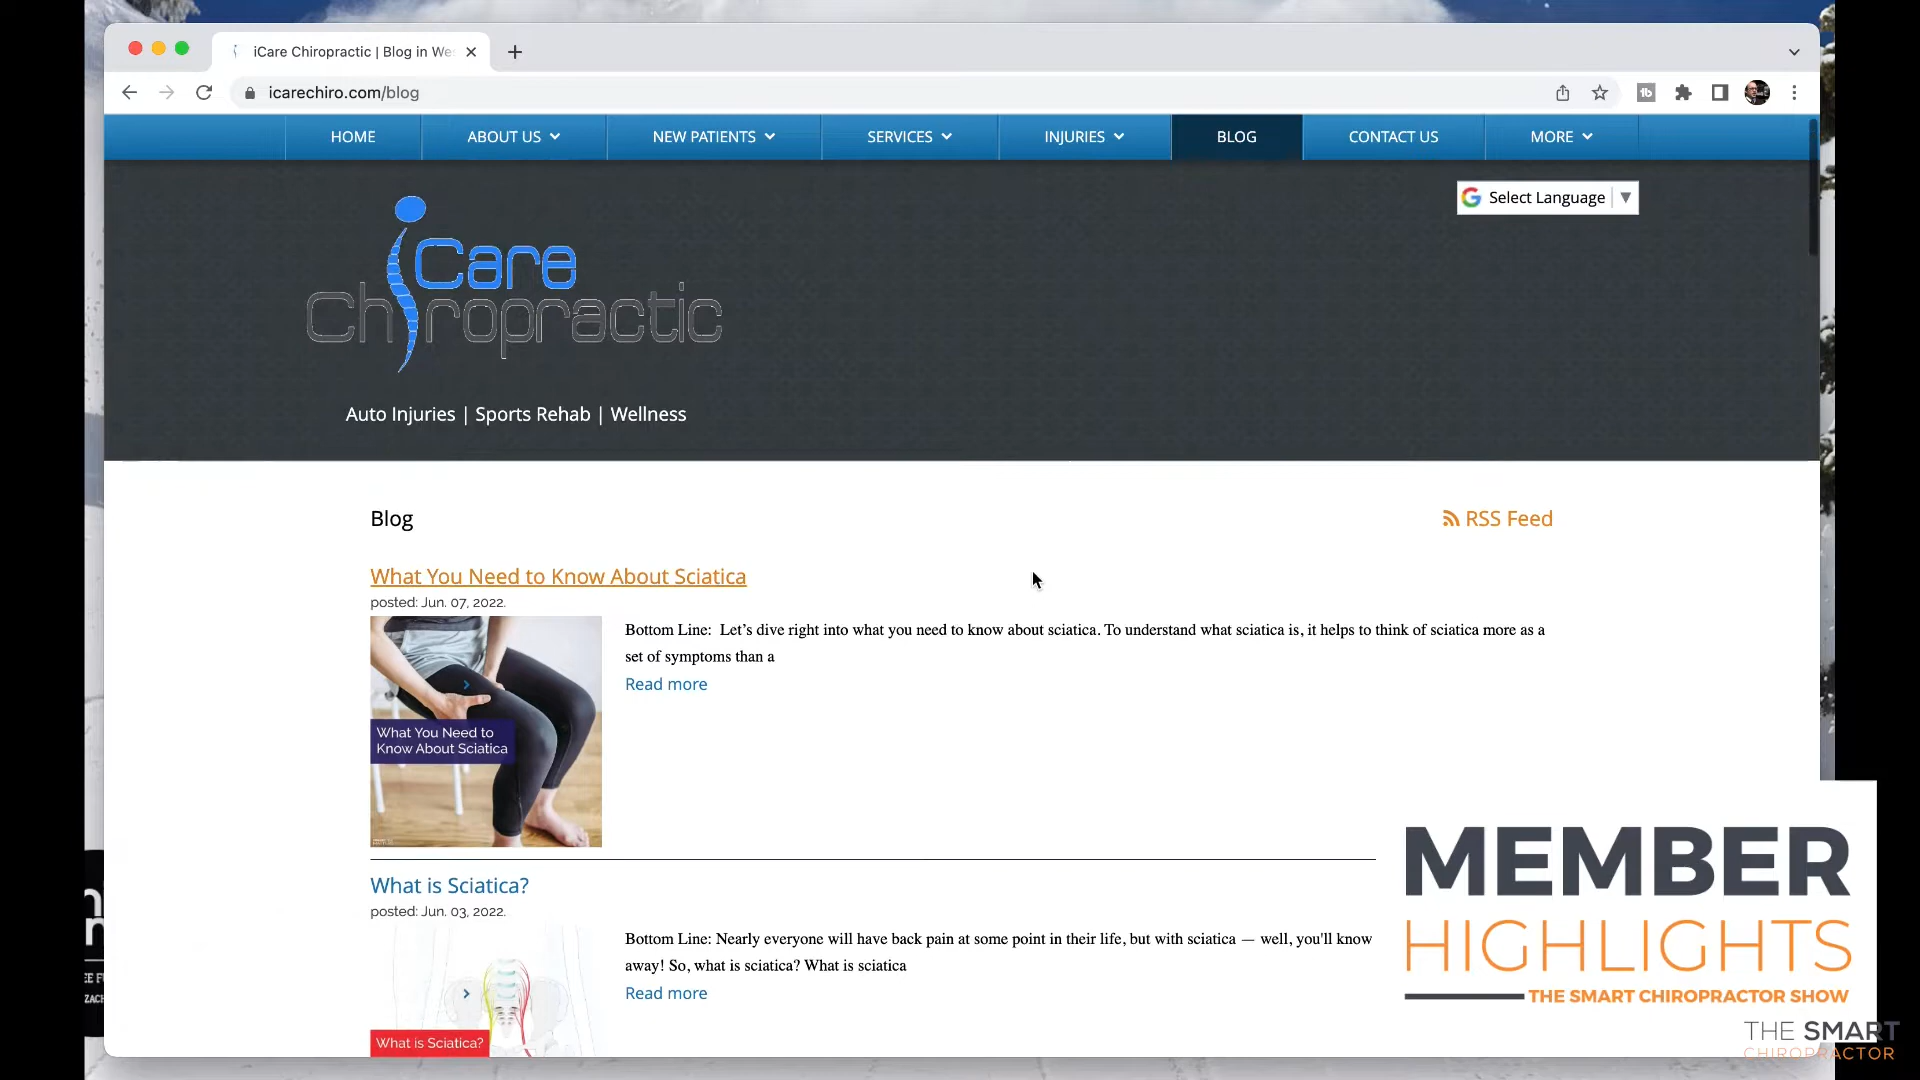 iCare Chiropractic | Blog in Wes
icarechiro.com/blog
HOME
ABOUT US
NEW PATIENTS
SERVICES
INJURIES
BLOG
CONTACT US
MORE
Select Language
iCare
Chiropractic
Auto Injuries | Sports Rehab | Wellness
Blog
RSS Feed
What You Need to Know About Sciatica
posted: Jun. 07, 2022.
Bottom Line: Let’s dive right into what you need to know about sciatica. To understand what sciatica is, it helps to think of sciatica more as a
set of symptoms than a
Read more
What You Need to
Know About Sciatica
What is Sciatica?
posted: Jun. 03, 2022.
Bottom Line: Nearly everyone will have back pain at some point in their life, but with sciatica — well, you'll know
away! So, what is sciatica? What is sciatica
Read more
What is Sciatica?
MEMBER
HIGHLIGHTS
THE SMART CHIROPRACTOR SHOW
THE SMART
CHIROPRACTOR